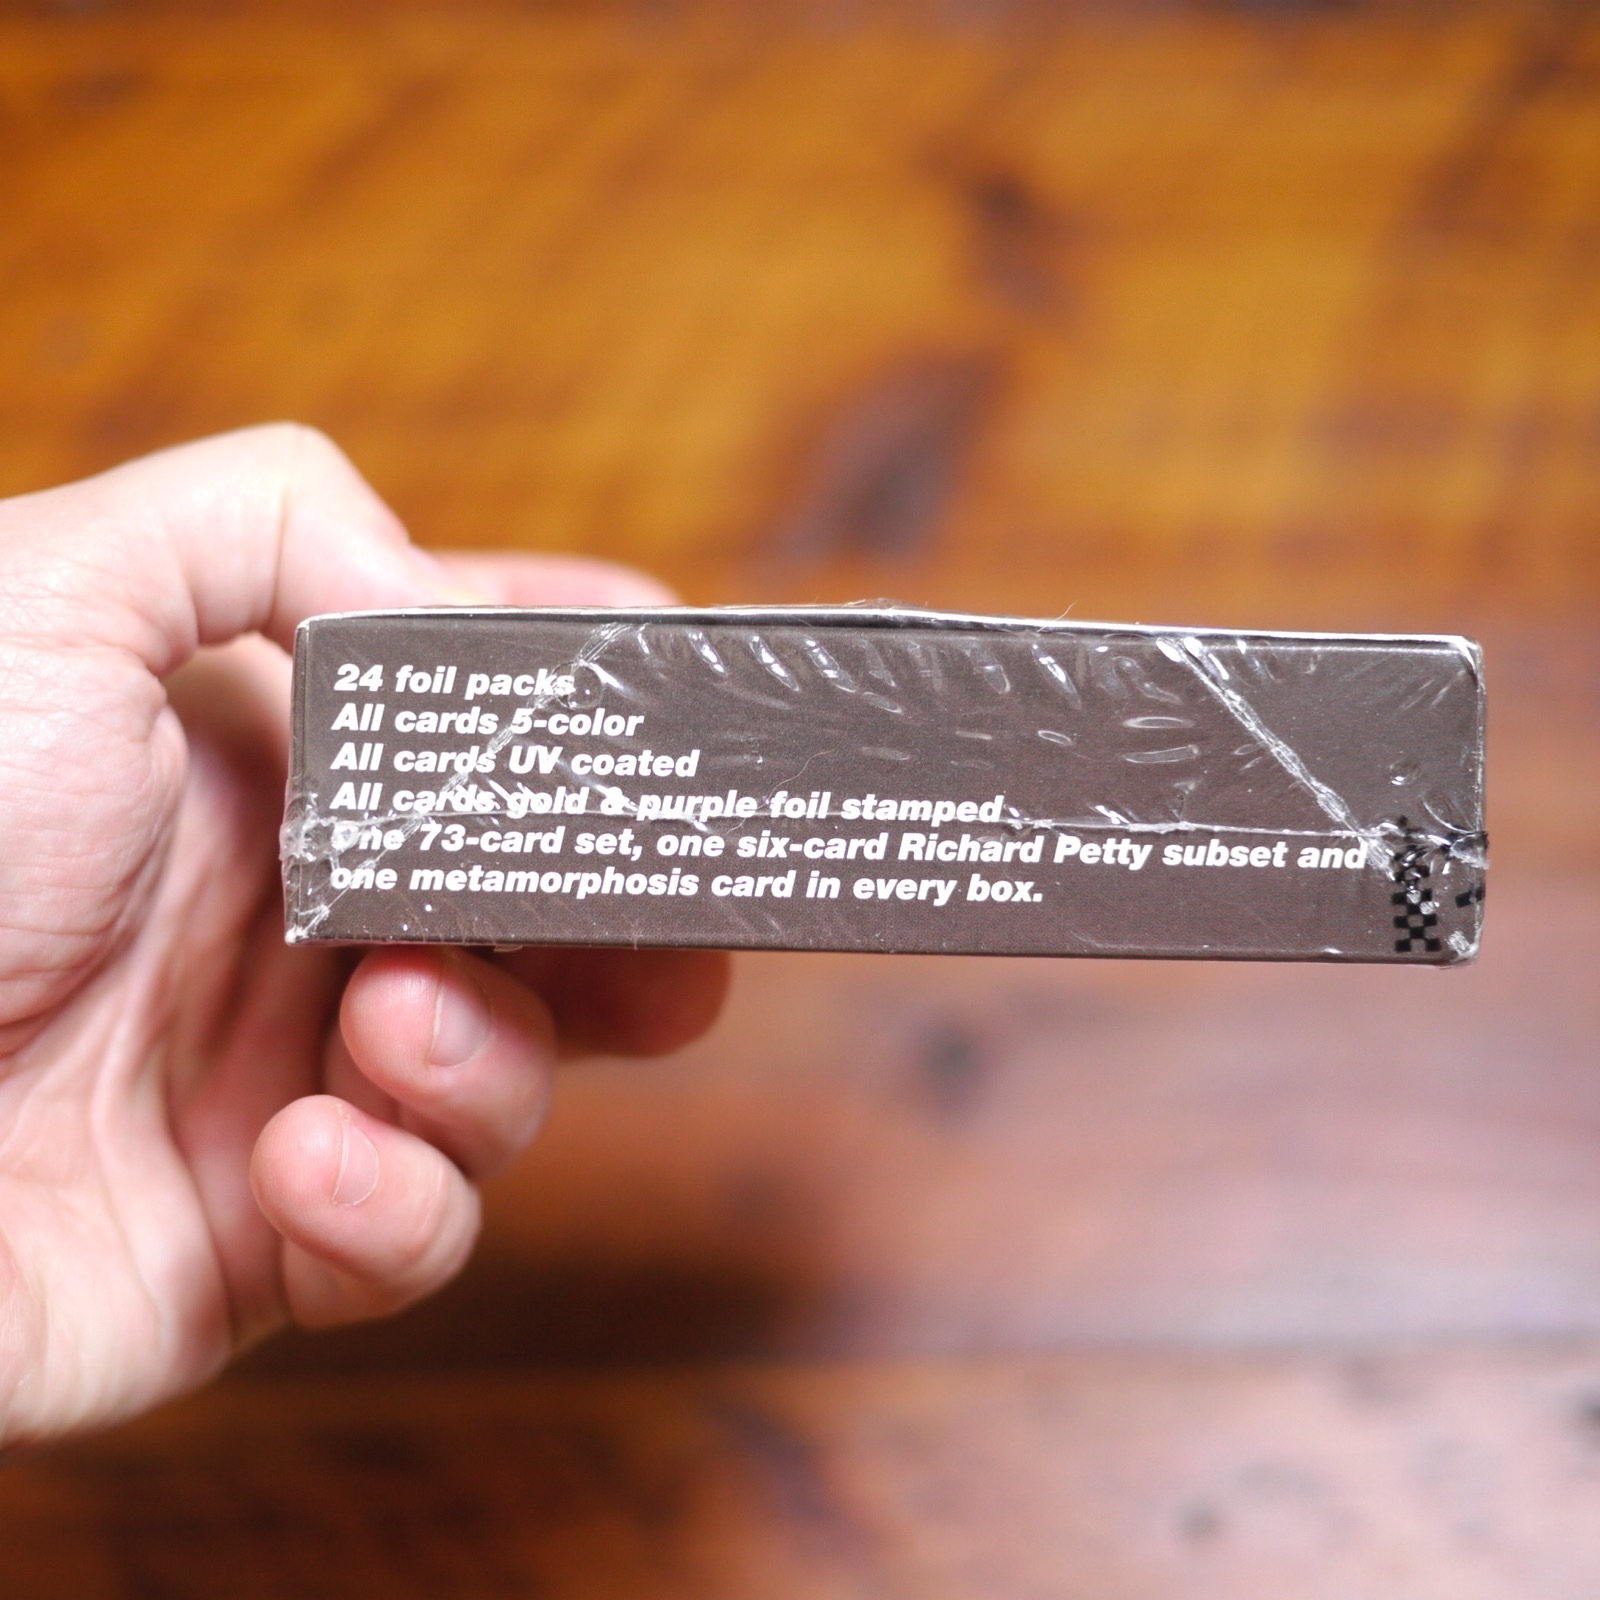 24 foil packs
All cards 5-color
All cards UV coated
All cards gold & purple foil stamped
One 73-card set, one six-card Richard Petty subset and
one metamorphosis card in every box.